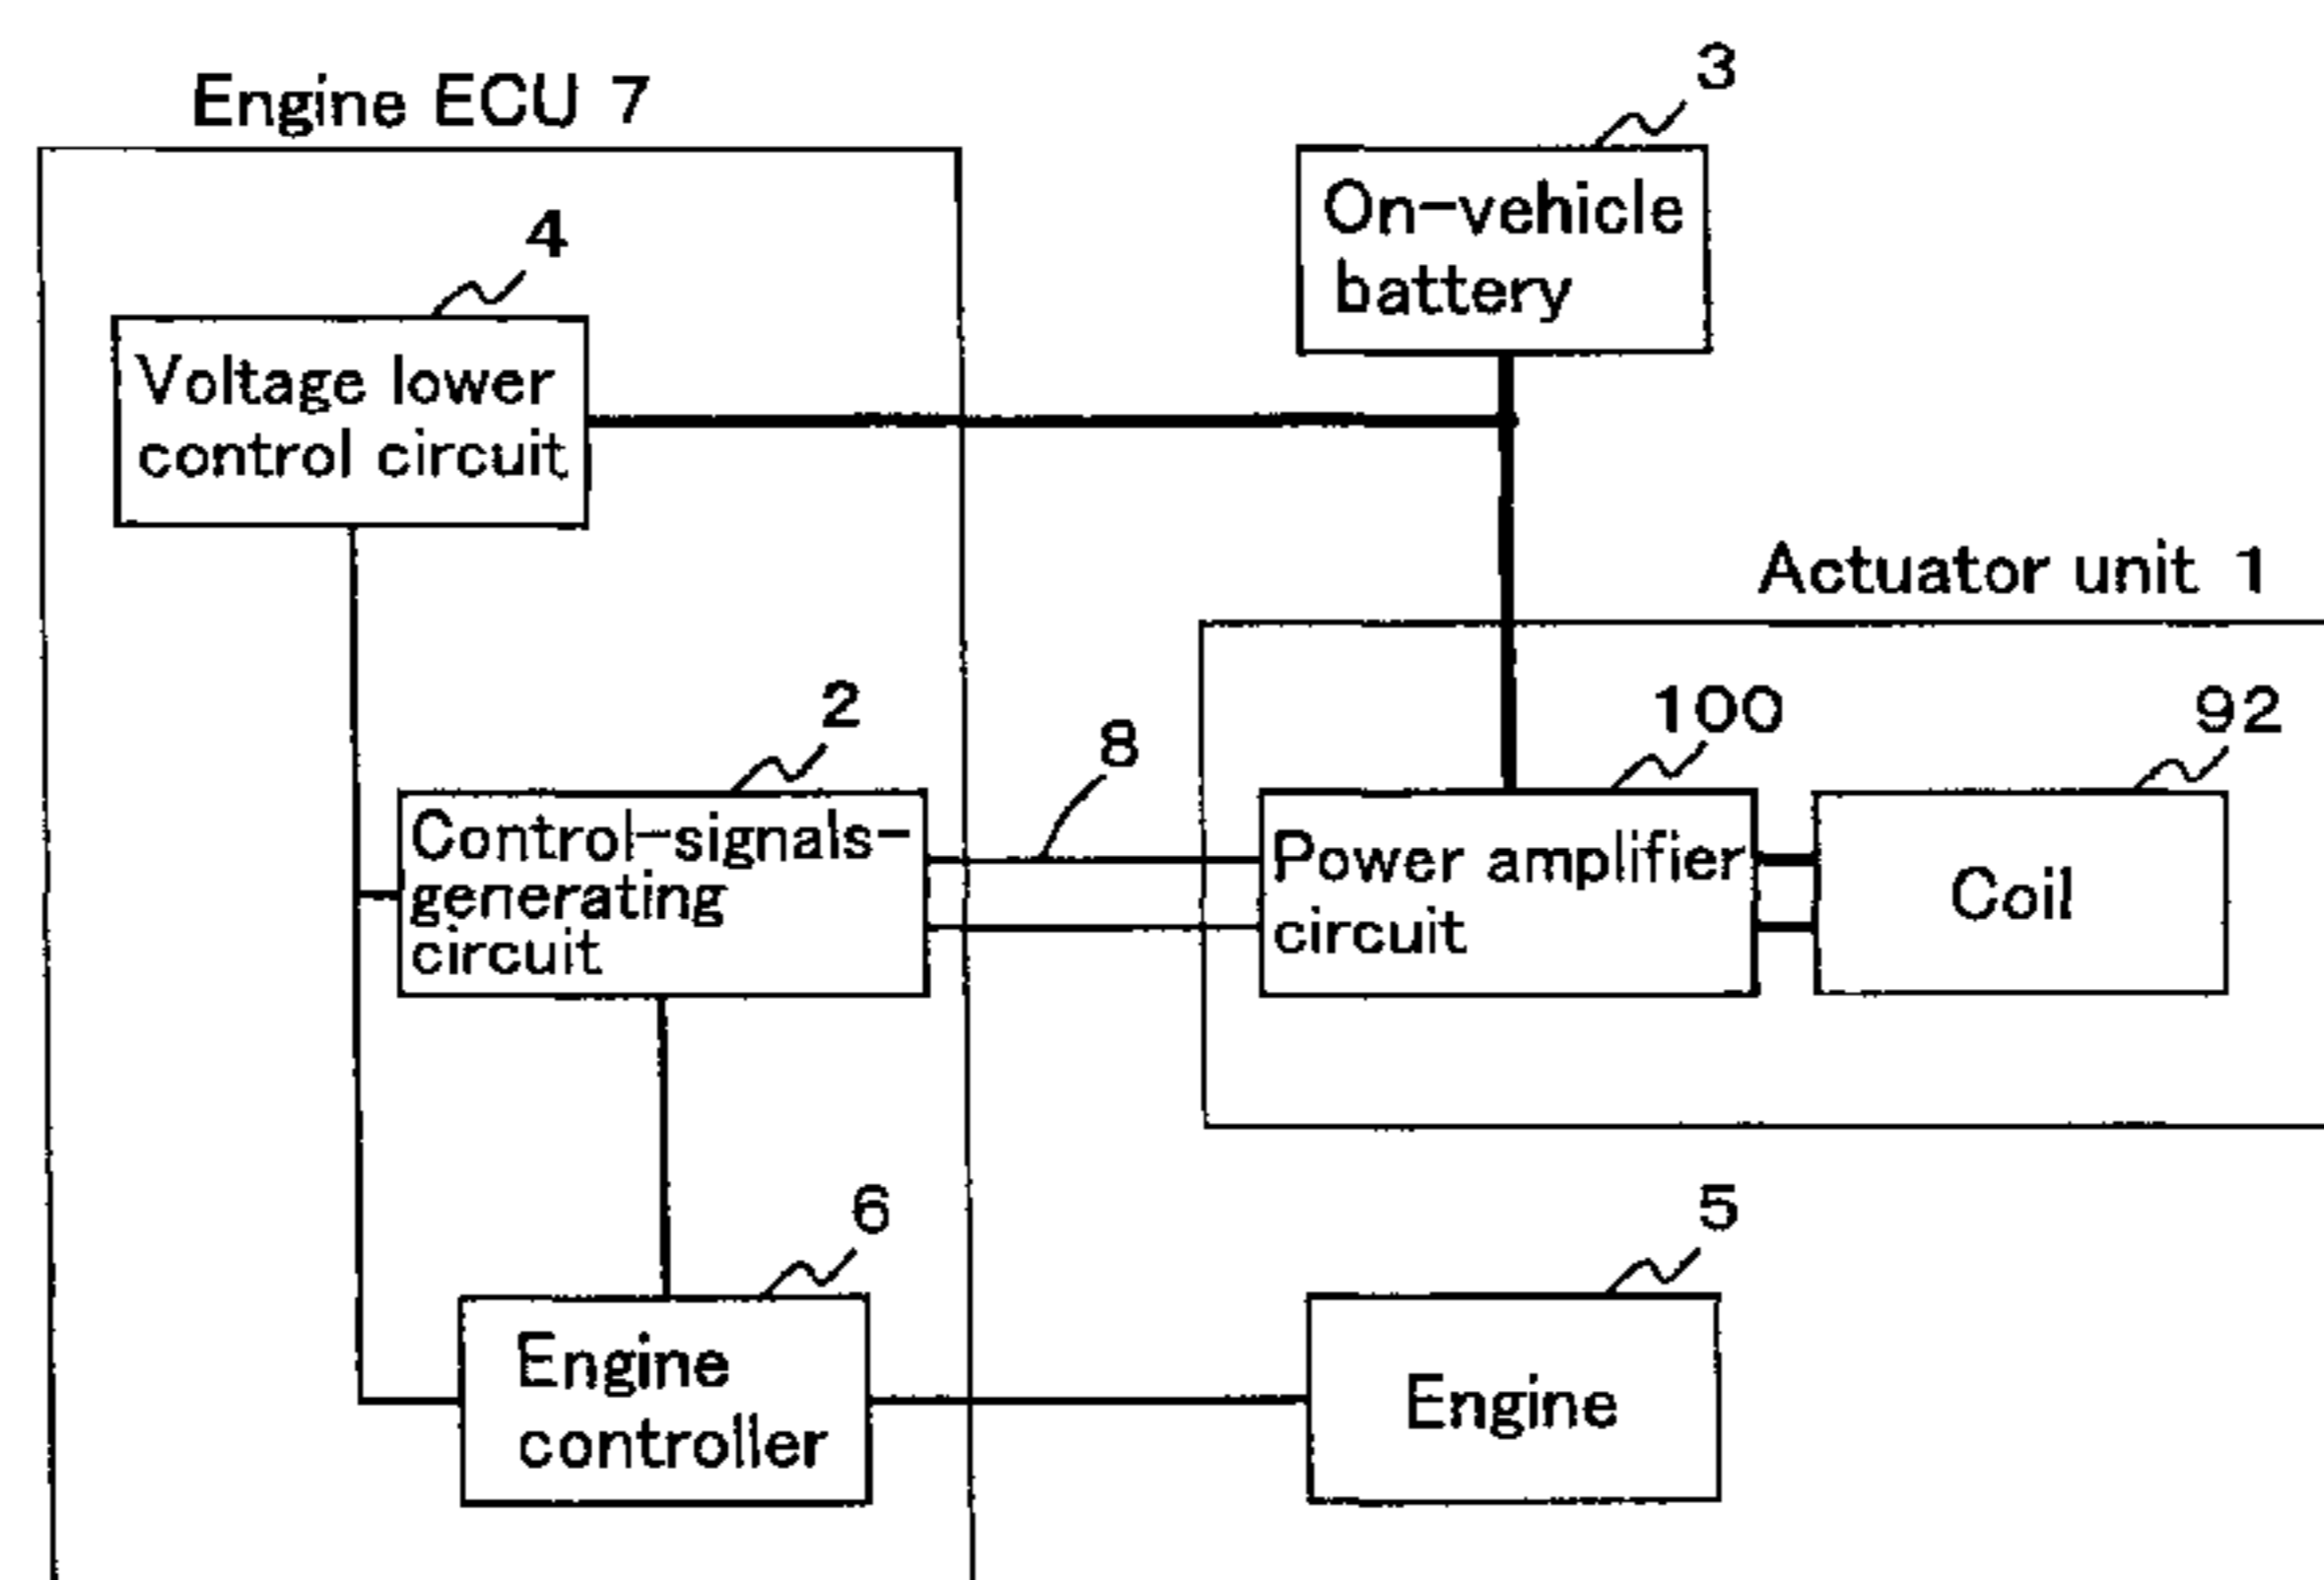 Engine ECU 7
3
On-vehicle
battery
4
Voltage lower
control circuit
Actuator unit 1
2
8
100
92
Control-signals-
generating
circuit
Power amplifier
circuit
Coil
6
5
Engine
controller
Engine